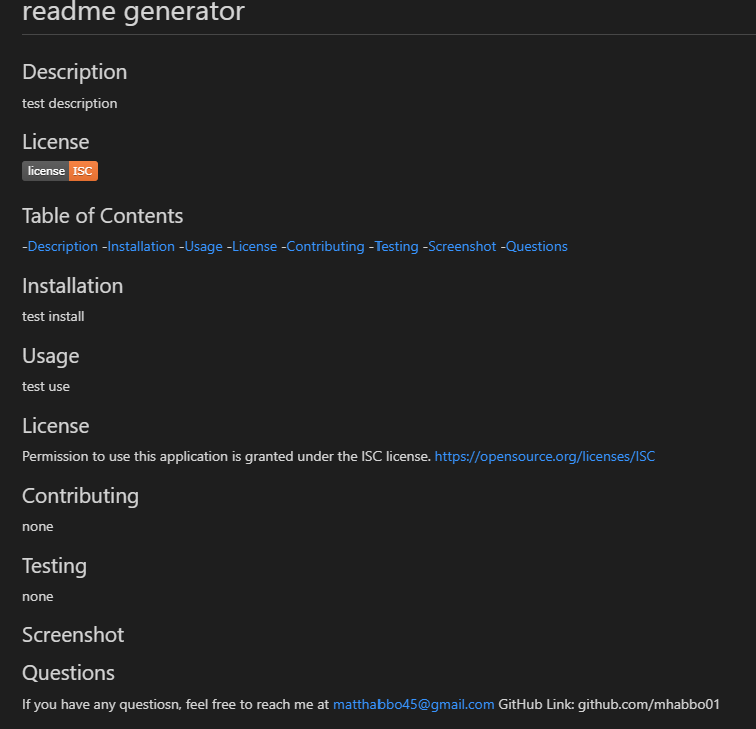 readme generator
Description
test description
License
license ISC
Table of Contents
-Description -Installation -Usage -License -Contributing -Testing -Screenshot -Questions
Installation
test install
Usage
test use
License
Permission to use this application is granted under the ISC license. https://opensource.org/licenses/ISC
Contributing
none
Testing
none
Screenshot
Questions
If you have any questiosn, feel free to reach me at matthabbo45@gmail.com GitHub Link: github.com/mhabbo01